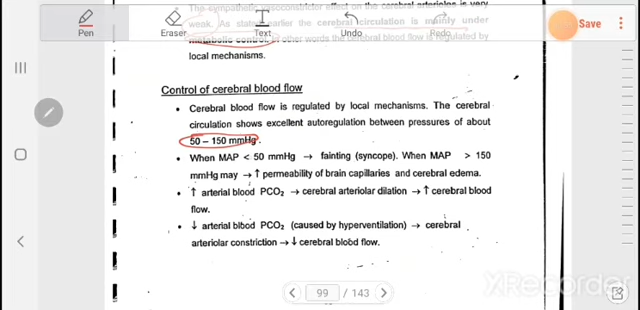 The sympathetic vasoconstrictor effect on the cerebral arterioles is very
weak. As stated earlier the cerebral circulation is mainly under
metabolic control. other words the cerebral blood flow is regulated by
local mechanisms.
Pen
Eraser
Text
Undo
Redo
Save
Control of cerebral blood flow
• Cerebral blood flow is regulated by local mechanisms. The cerebral
circulation shows excellent autoregulation between pressures of about
50 – 150 mmHg.
• When MAP < 50 mmHg → fainting (syncope). When MAP > 150
mmHg may → ↑ permeability of brain capillaries and cerebral edema.
• ↑ arterial blood PCO₂ → cerebral arteriolar dilation → ↑ cerebral blood
flow.
• ↓ arterial blood PCO₂ (caused by hyperventilation) → cerebral
arteriolar constriction → ↓ cerebral blood flow.
99 / 143
XRecorder